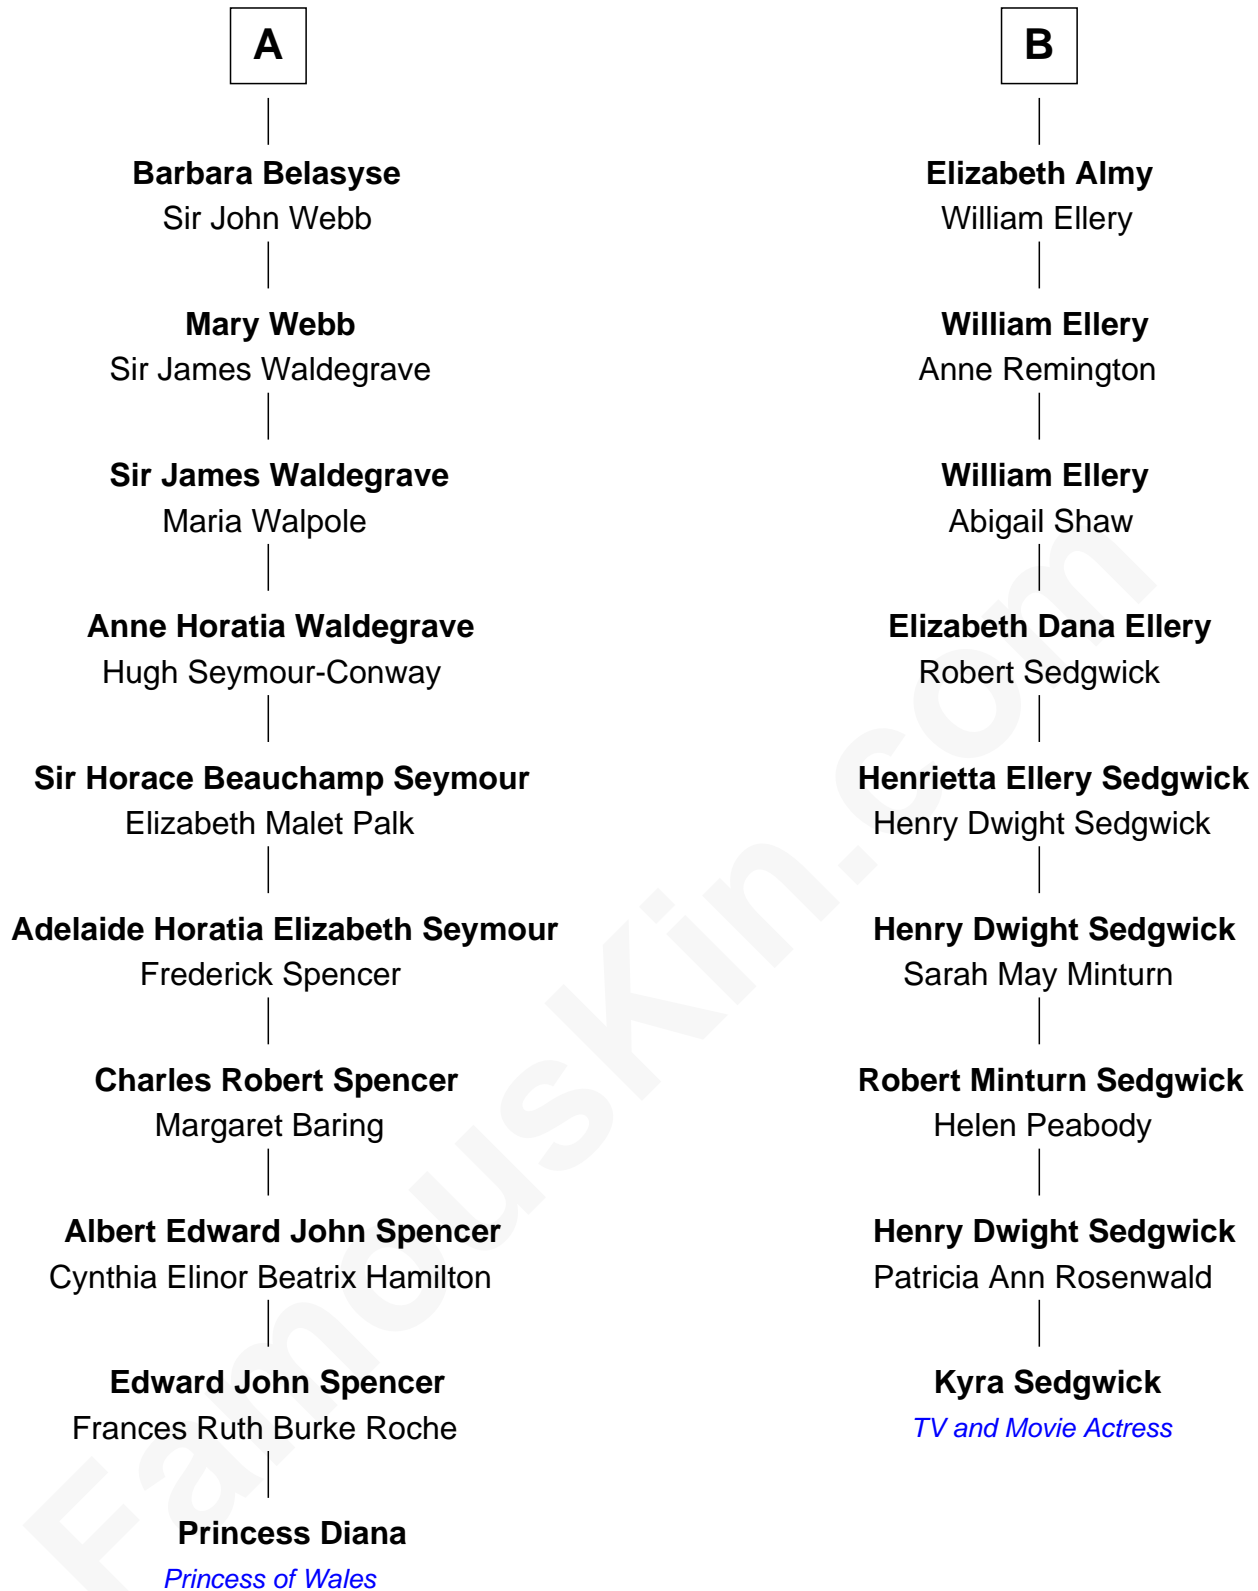 A
Barbara Belasyse
Sir John Webb
Mary Webb
Sir James Waldegrave
Sir James Waldegrave
Maria Walpole
Anne Horatia Waldegrave
Hugh Seymour-Conway
Sir Horace Beauchamp Seymour
Elizabeth Malet Palk
Adelaide Horatia Elizabeth Seymour
Frederick Spencer
Charles Robert Spencer
Margaret Baring
Albert Edward John Spencer
Cynthia Elinor Beatrix Hamilton
Edward John Spencer
Frances Ruth Burke Roche
Princess Diana
Princess of Wales
B
Elizabeth Almy
William Ellery
William Ellery
Anne Remington
William Ellery
Abigail Shaw
Elizabeth Dana Ellery
Robert Sedgwick
Henrietta Ellery Sedgwick
Henry Dwight Sedgwick
Henry Dwight Sedgwick
Sarah May Minturn
Robert Minturn Sedgwick
Helen Peabody
Henry Dwight Sedgwick
Patricia Ann Rosenwald
Kyra Sedgwick
TV and Movie Actress
FamousKin.com